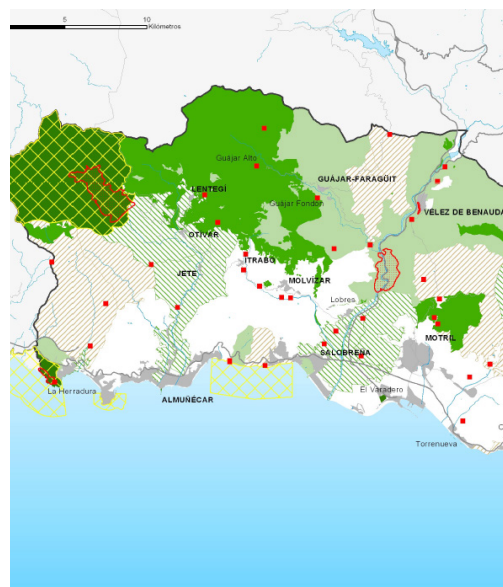 5
10
Kilómetros
Guájar Alto
GUÁJAR-FARAGÜIT
LENTEGÍ
Guájar Fondón
VÉLEZ DE BENAUDA
OTIVAR
ITRABO
JETE
MOLVÍZAR
Lobres
MOTRIL
SALOBREÑA
La Herradura
El Varadero
ALMUÑÉCAR
Torrenueva